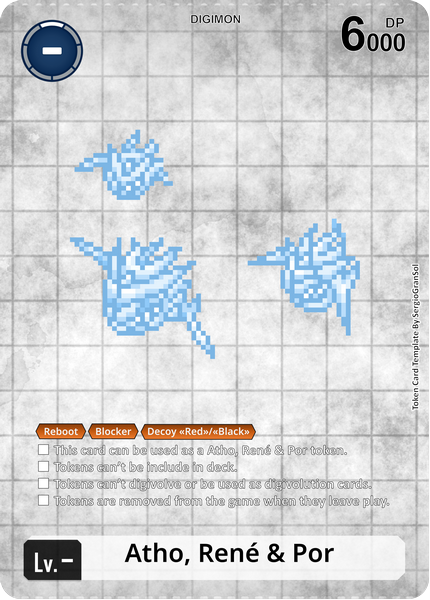 DIGIMON
DP
6000
-
Token Card Template By SergioGranSol
Reboot Blocker Decoy «Red»/«Black»
This card can be used as a Atho, René & Por token.
Tokens can't be include in deck.
Tokens can't digivolve or be used as digivolution cards.
Tokens are removed from the game when they leave play.
Lv.-
Atho, René & Por